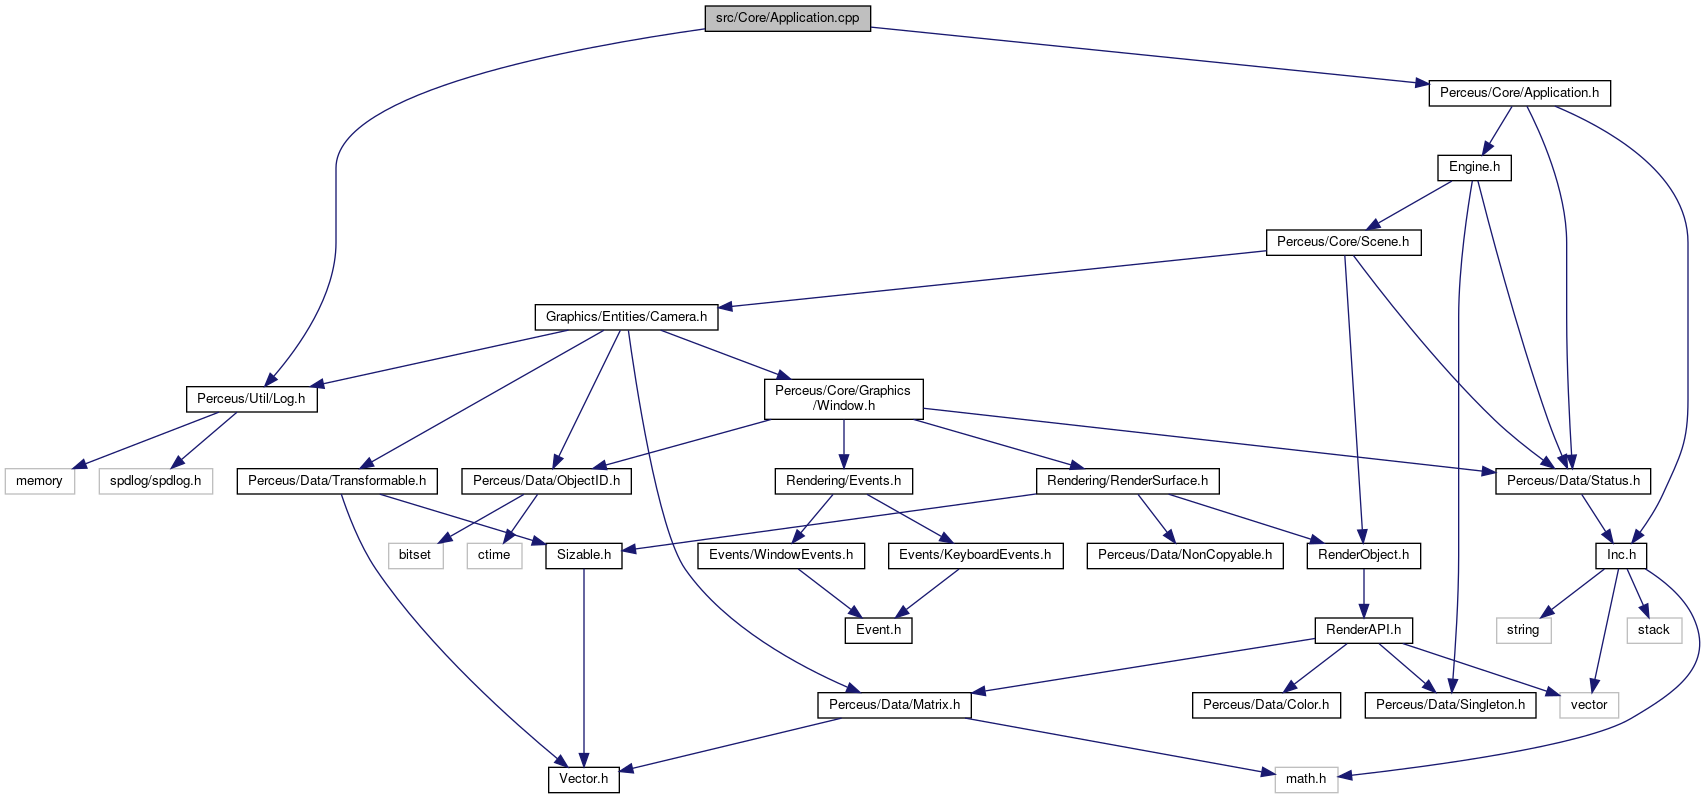 src/Core/Application.cpp
Perceus/Core/Application.h
Engine.h
Perceus/Core/Scene.h
Graphics/Entities/Camera.h
Perceus/Util/Log.h
Perceus/Core/Graphics
/Window.h
memory
spdlog/spdlog.h
Perceus/Data/Transformable.h
Perceus/Data/ObjectID.h
Rendering/Events.h
Rendering/RenderSurface.h
Perceus/Data/Status.h
bitset
ctime
Sizable.h
Events/WindowEvents.h
Events/KeyboardEvents.h
Perceus/Data/NonCopyable.h
RenderObject.h
Inc.h
Event.h
RenderAPI.h
string
stack
Perceus/Data/Matrix.h
Perceus/Data/Color.h
Perceus/Data/Singleton.h
vector
Vector.h
math.h